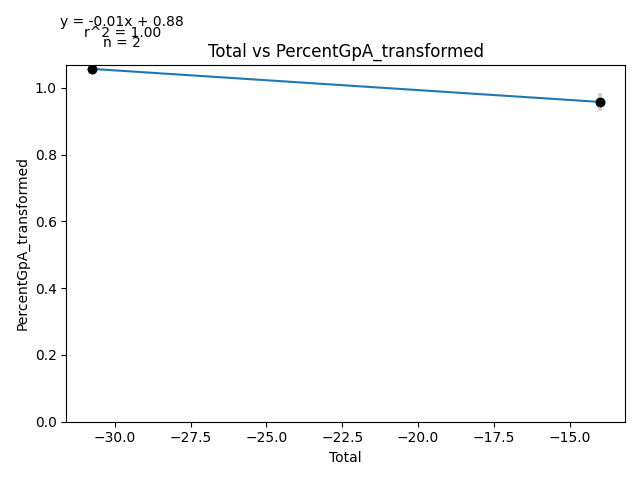 y = -0.01x + 0.88
r^2 = 1.00
n = 2
Total vs PercentGpA_transformed
1.0
0.8
0.6
0.4
0.2
0.0
PercentGpA_transformed
−30.0 −27.5 −25.0 −22.5 −20.0 −17.5 −15.0
Total